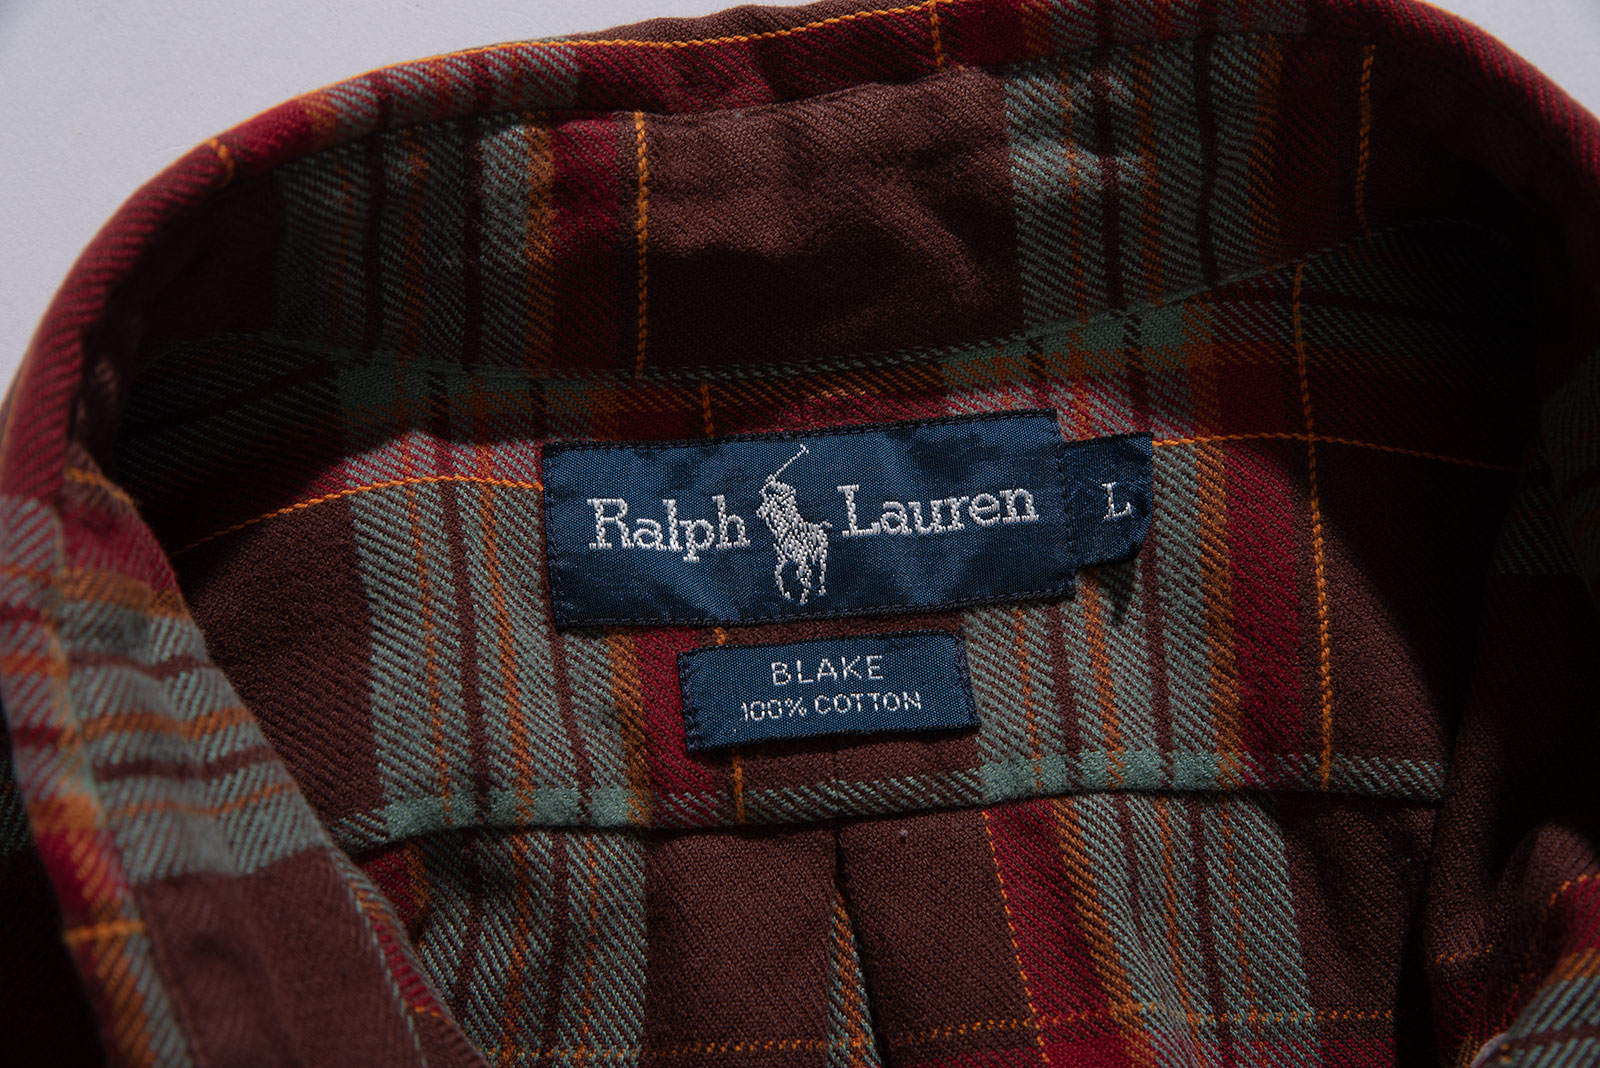 Ralph Lauren L
BLAKE
100% COTTON